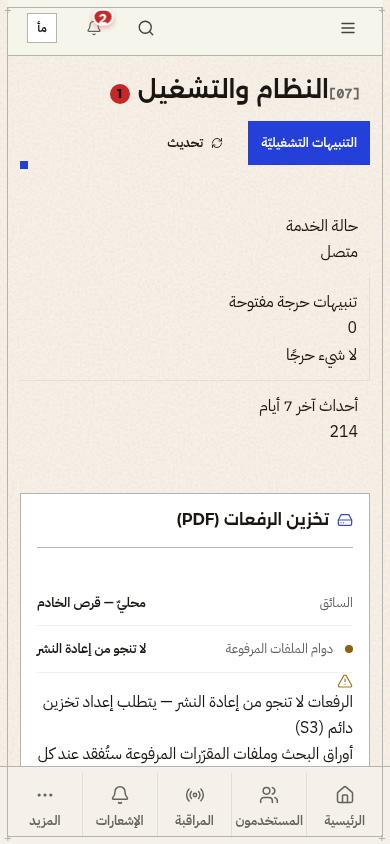 2
مأ
[07] النظام والتشغيل 1
التنبيهات التشغيليّة
تحديث
حالة الخدمة
متصل
تنبيهات حرجة مفتوحة
0
لا شيء حرجًا
أحداث آخر 7 أيام
214
تخزين الرفعات (PDF)
السائق
محليّ — قرص الخادم
دوام الملفات المرفوعة
لا تنجو من إعادة النشر
الرفعات لا تنجو من إعادة النشر — يتطلب إعداد تخزين
دائم (S3)
أوراق البحث وملفات المقرّرات المرفوعة ستُفقد عند كل
الرئيسية
المستخدمون
المراقبة
الإشعارات
المزيد